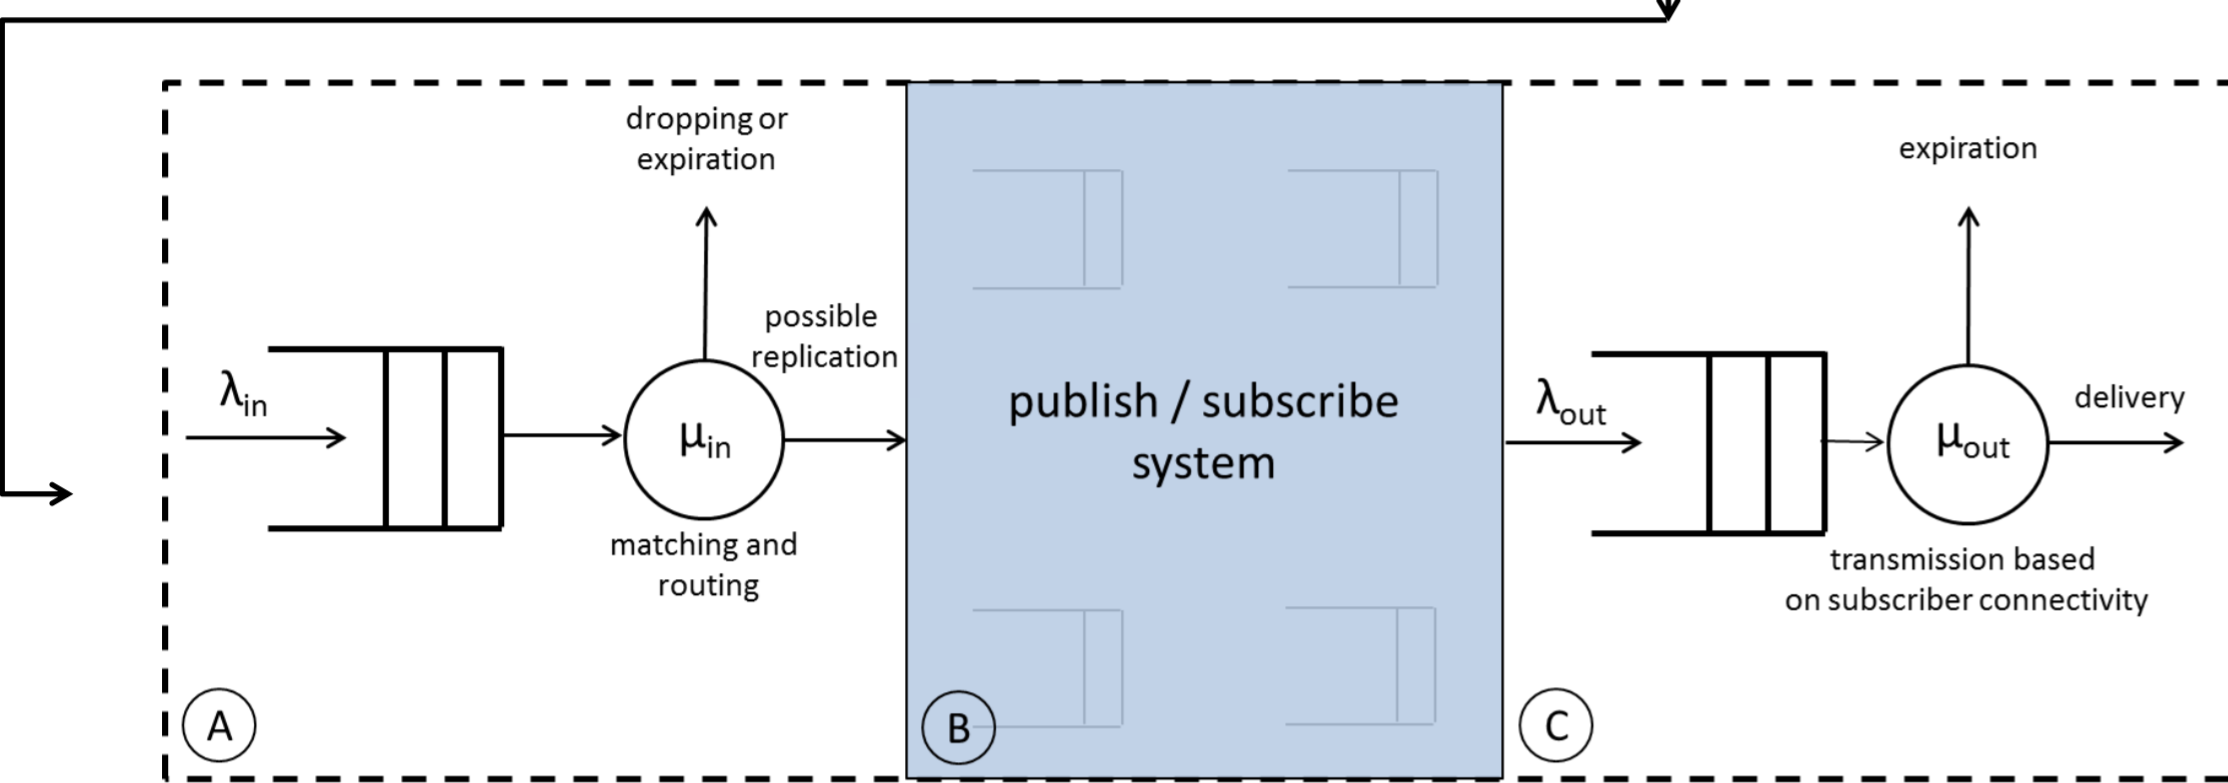 dropping or
expiration
possible
replication
λin
μin
matching and
routing
A
publish / subscribe
system
B
expiration
λout
μout
delivery
transmission based
on subscriber connectivity
C